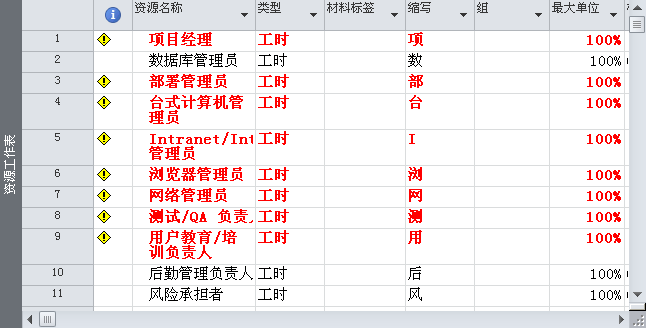 资源名称 类型 材料标签 缩写 组 最大单位
1 项目经理 工时 项 100%
2 数据库管理员 工时 数 100%
3 部署管理员 工时 部 100%
4 台式计算机管 工时 台 100%
理员
5 Intranet/Int 工时 I 100%
管理员
6 浏览器管理员 工时 浏 100%
7 网络管理员 工时 网 100%
8 测试/QA 负责 工时 测 100%
9 用户教育/培 工时 用 100%
训负责人
10 后勤管理负责人 工时 后 100%
11 风险承担者 工时 风 100%
资源工作表